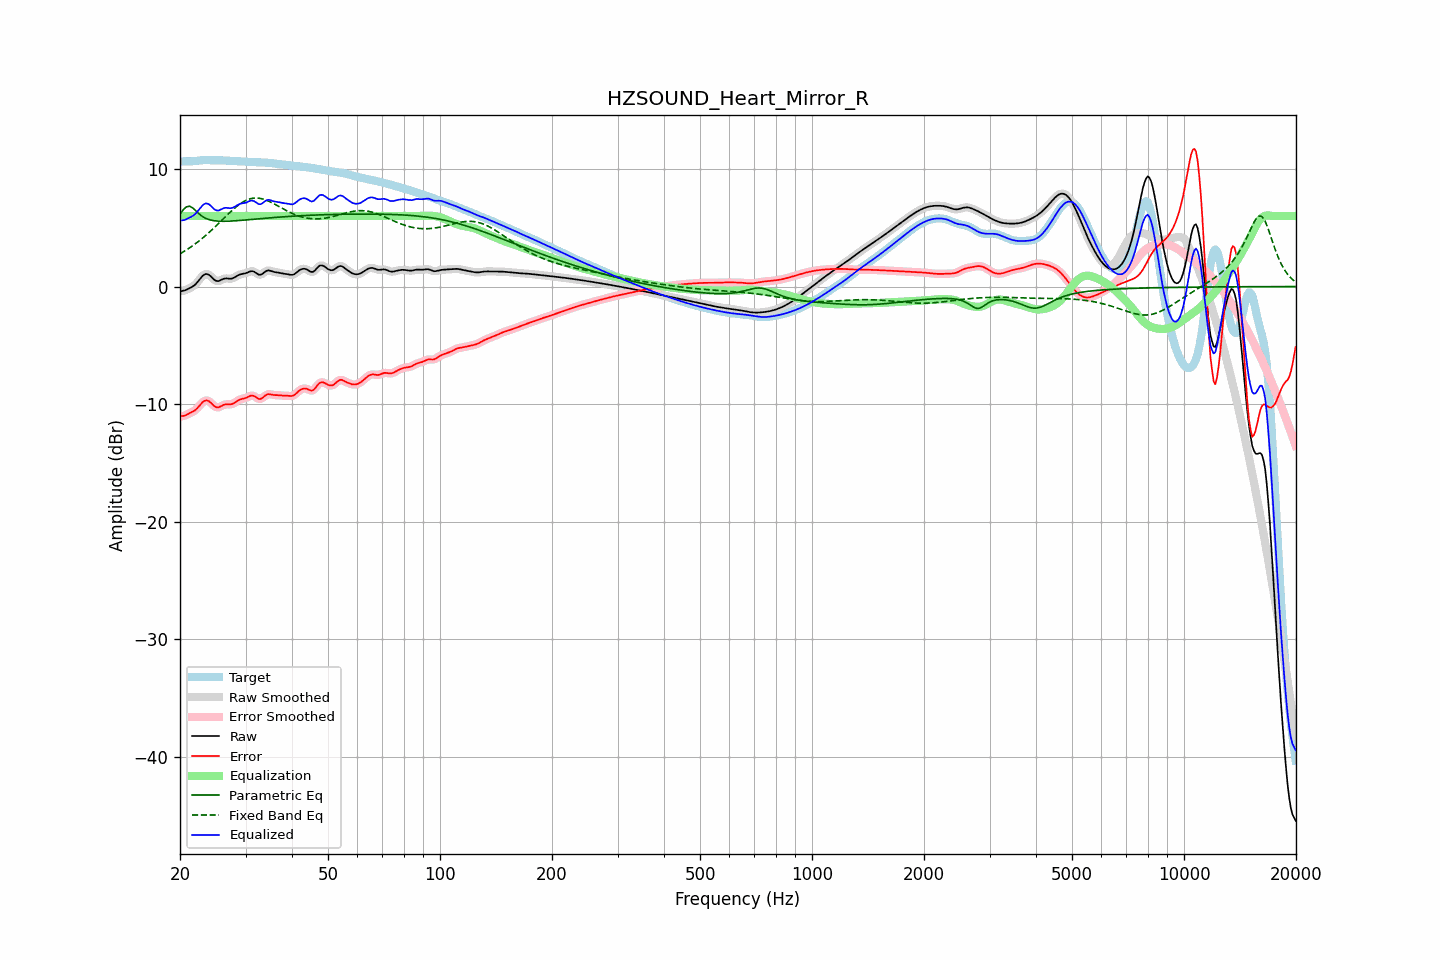 HZSOUND_Heart_Mirror_R
Amplitude (dBr)
10
0
−10
−20
−30
−40
Target
Raw Smoothed
Error Smoothed
Raw
Error
Equalization
Parametric Eq
Fixed Band Eq
Equalized
20 50 100 200 500 1000 2000 5000 10000 20000
Frequency (Hz)